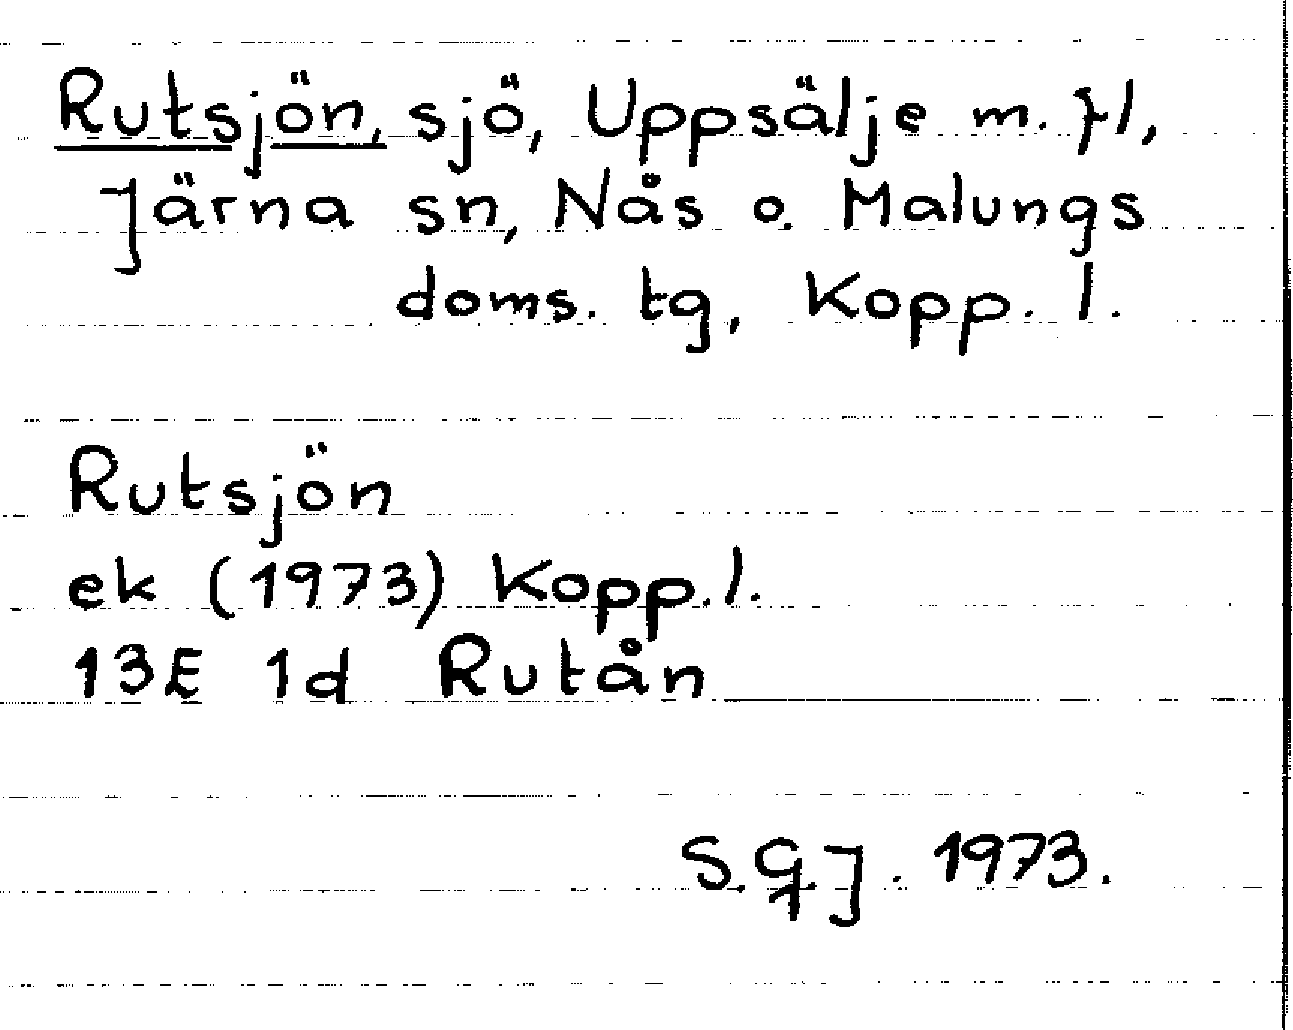 Rutsjön, sjö, Uppsälje m. fl,
Järna sn, Nås o. Malungs
doms. tg, Kopp. l.
Rutsjön
ek (1973) Kopp. l.
13E 1d Rutån
S.G.J. 1973.